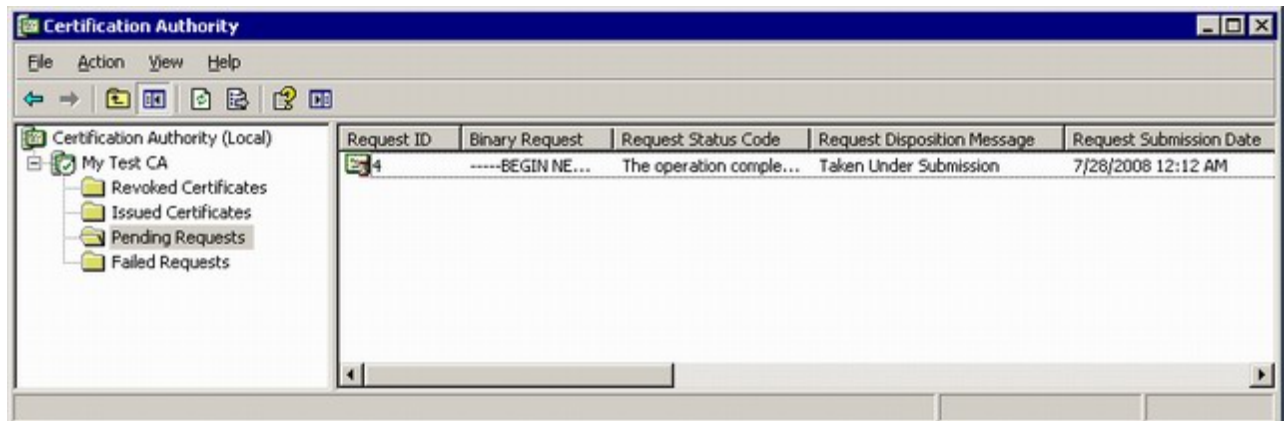 Certification Authority
File Action View Help
Certification Authority (Local)
My Test CA
Revoked Certificates
Issued Certificates
Pending Requests
Failed Requests
Request ID Binary Request Request Status Code Request Disposition Message Request Submission Date
4 -----BEGIN NE... The operation comple... Taken Under Submission 7/28/2008 12:12 AM